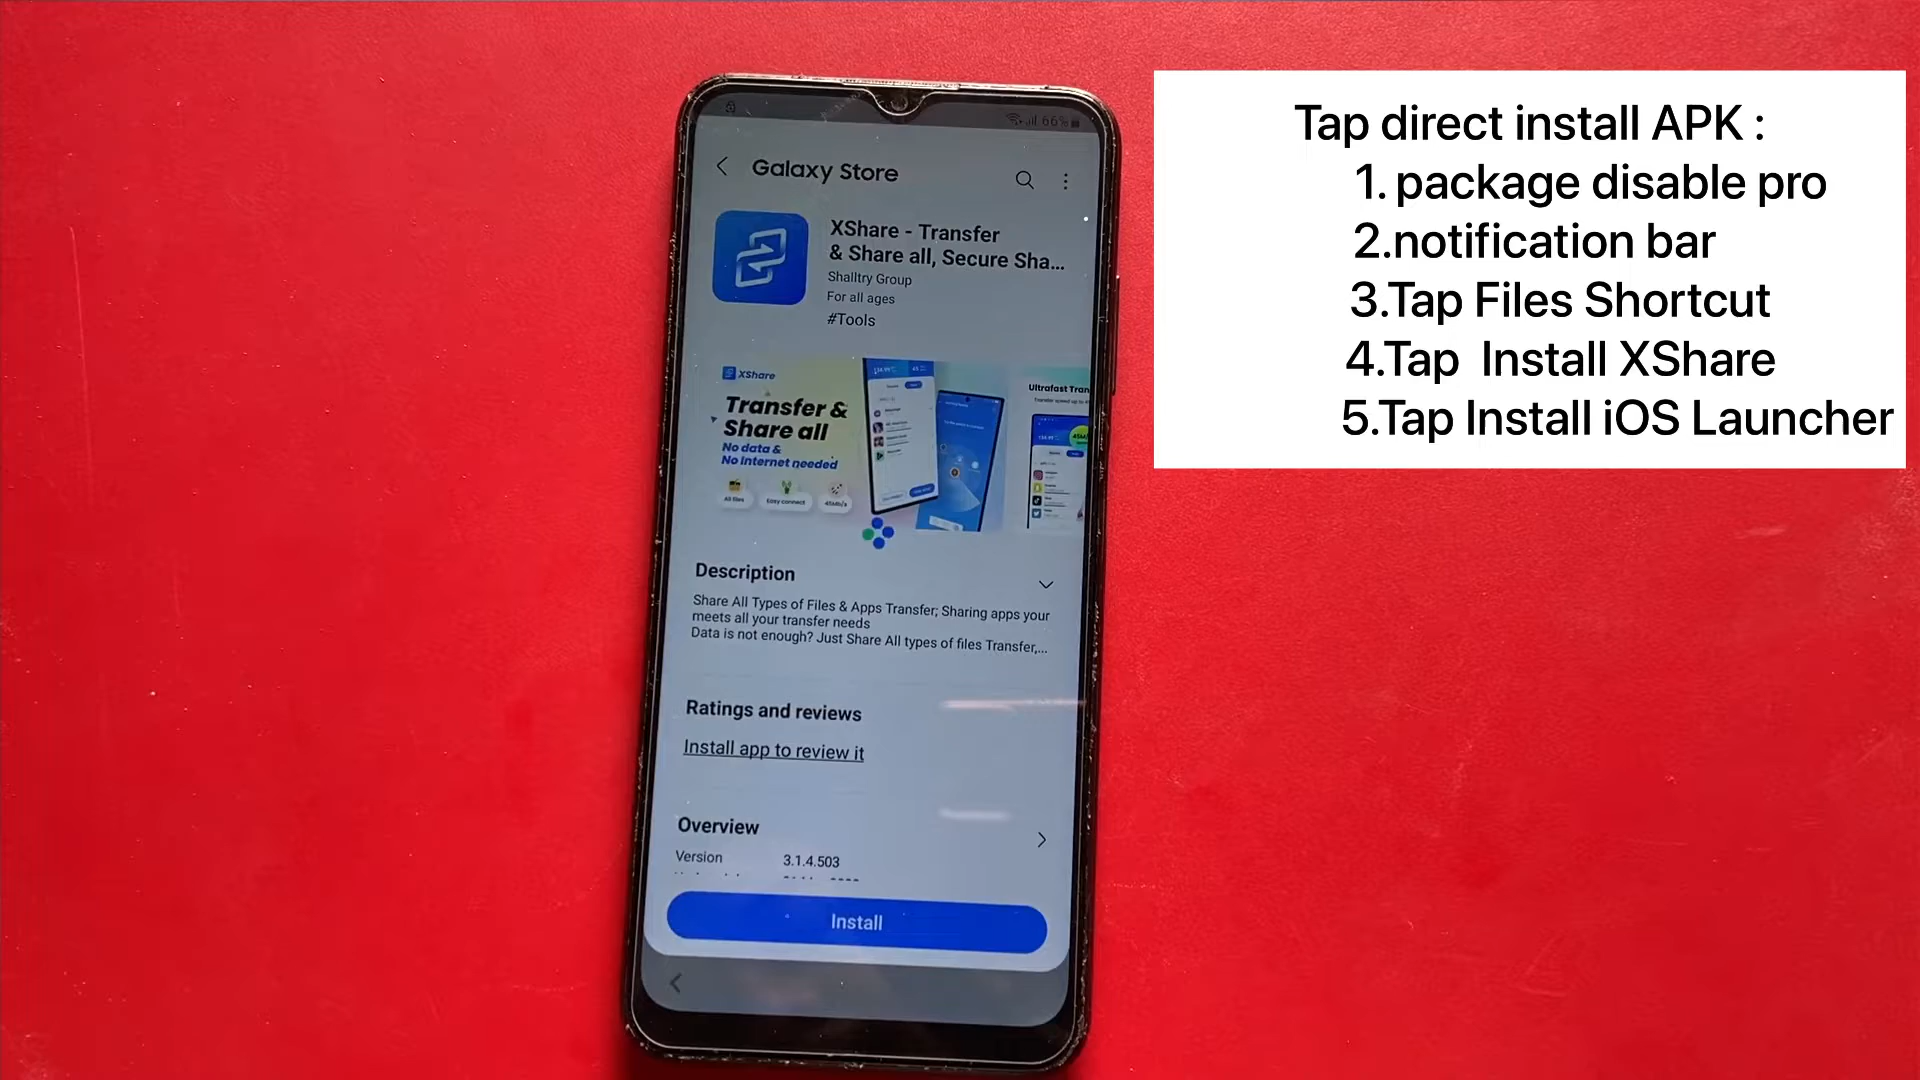 66%
Galaxy Store
XShare - Transfer
& Share all, Secure Sha...
Shalltry Group
For all ages
#Tools
XShare
Transfer &
Share all
No data &
No Internet needed
All files
Easy connect
45Mb/s
Ultrafast Tran
Description
Share All Types of Files & Apps Transfer; Sharing apps your
meets all your transfer needs
Data is not enough? Just Share All types of files Transfer,...
Ratings and reviews
Install app to review it
Overview
Version 3.1.4.503
Install
Tap direct install APK :
1. package disable pro
2.notification bar
3.Tap Files Shortcut
4.Tap  Install XShare
5.Tap Install iOS Launcher